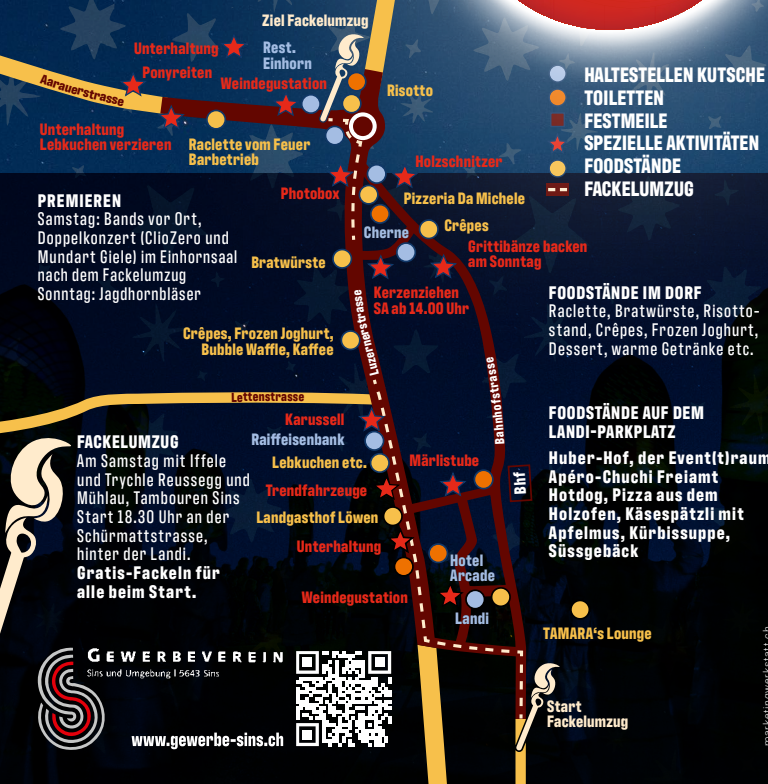 Ziel Fackelumzug
Unterhaltung
Rest.
Einhorn
Ponyreiten
Weindegustation
Risotto
Aarauerstrasse
Unterhaltung
Lebkuchen verzieren
Raclette vom Feuer
Barbetrieb
HALTESTELLEN KUTSCHE
TOILETTEN
FESTMEILE
SPEZIELLE AKTIVITÄTEN
FOODSTÄNDE
FACKELUMZUG
Holzschnitzer
Photobox
Pizzeria Da Michele
Crêpes
Cherne
Grittibänze backen
am Sonntag
Bratwürste
Kerzenziehen
SA ab 14.00 Uhr
PREMIEREN
Samstag: Bands vor Ort,
Doppelkonzert (ClioZero und
Mundart Giele) im Einhornsaal
nach dem Fackelumzug
Sonntag: Jagdhornbläser
FOODSTÄNDE IM DORF
Raclette, Bratwürste, Risotto-
stand, Crêpes, Frozen Joghurt,
Dessert, warme Getränke etc.
Crêpes, Frozen Joghurt,
Bubble Waffle, Kaffee
Luzernerstrasse
Bahnhofstrasse
Lettenstrasse
Karussell
Raiffeisenbank
Lebkuchen etc.
Märlistube
Trendfahrzeuge
Bhf
Landgasthof Löwen
Unterhaltung
Hotel
Arcade
Weindegustation
Landi
FOODSTÄNDE AUF DEM
LANDI-PARKPLATZ
Huber-Hof, der Event(t)raum
Apéro-Chuchi Freiamt
Hotdog, Pizza aus dem
Holzofen, Käsespätzli mit
Apfelmus, Kürbissuppe,
Süssgebäck
FACKELUMZUG
Am Samstag mit Iffele
und Trychle Reussegg und
Mühlau, Tambouren Sins
Start 18.30 Uhr an der
Schürmattstrasse,
hinter der Landi.
Gratis-Fackeln für
alle beim Start.
TAMARA‘s Lounge
Start
Fackelumzug
GEWERBEVEREIN
Sins und Umgebung | 5643 Sins
www.gewerbe-sins.ch
marketingwerkstatt.ch